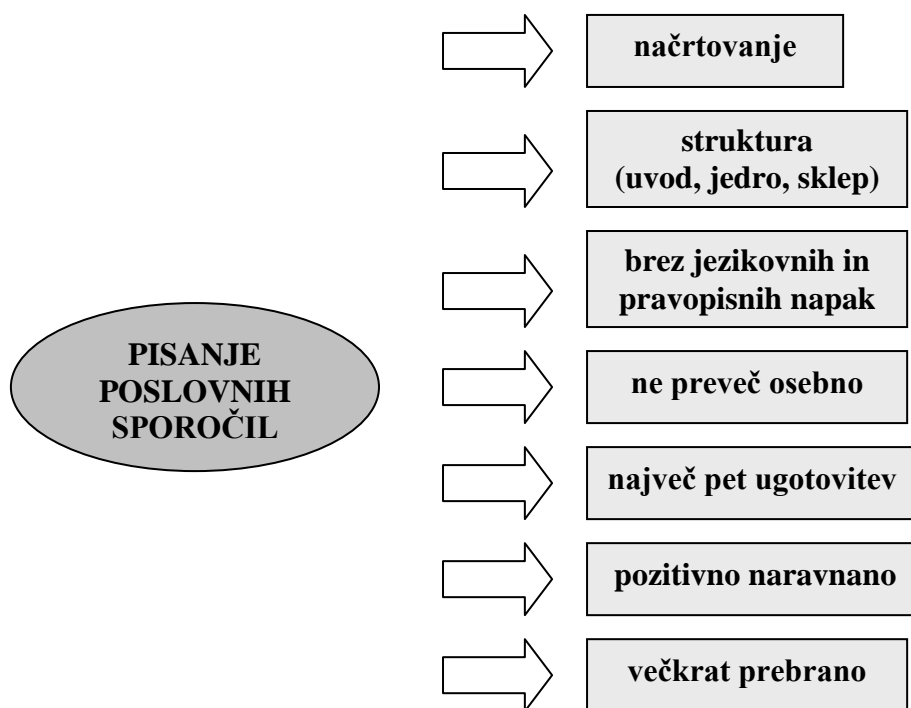 načrtovanje
struktura
(uvod, jedro, sklep)
brez jezikovnih in
pravopisnih napak
PISANJE
POSLOVNIH
SPOROČIL
ne preveč osebno
največ pet ugotovitev
pozitivno naravnano
večkrat prebrano